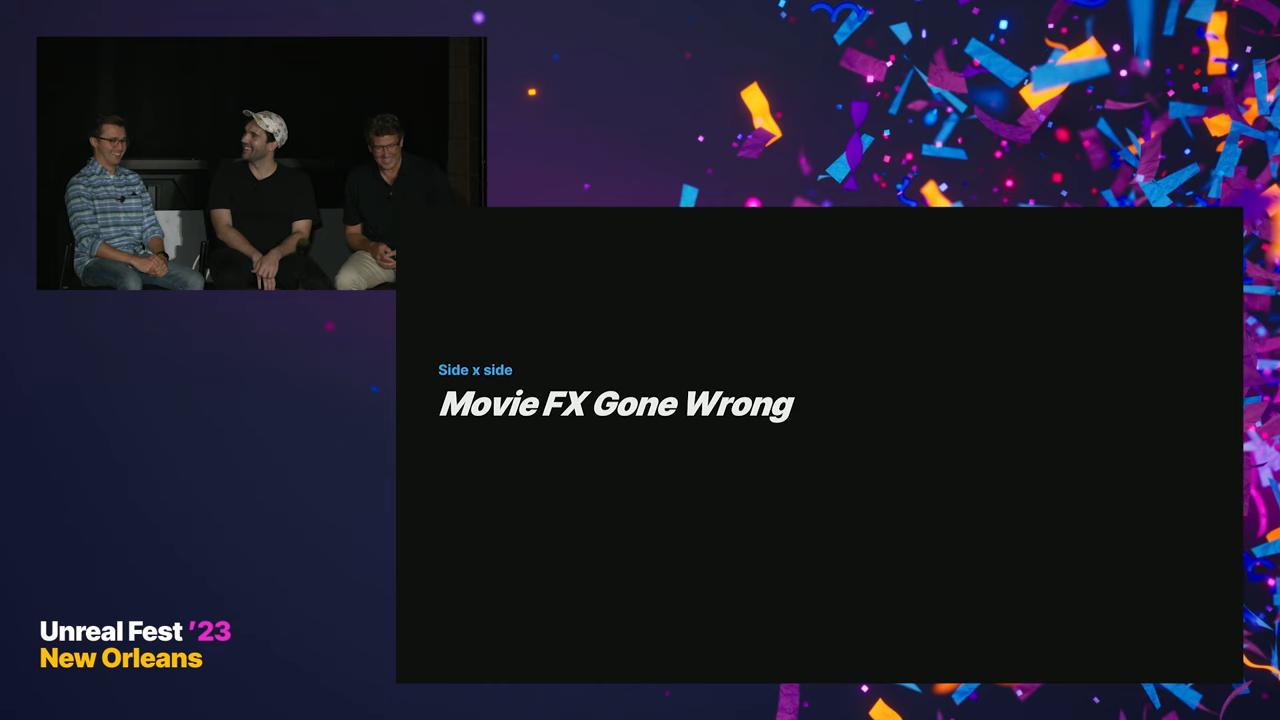 Side x side
Movie FX Gone Wrong
Unreal Fest ’23
New Orleans